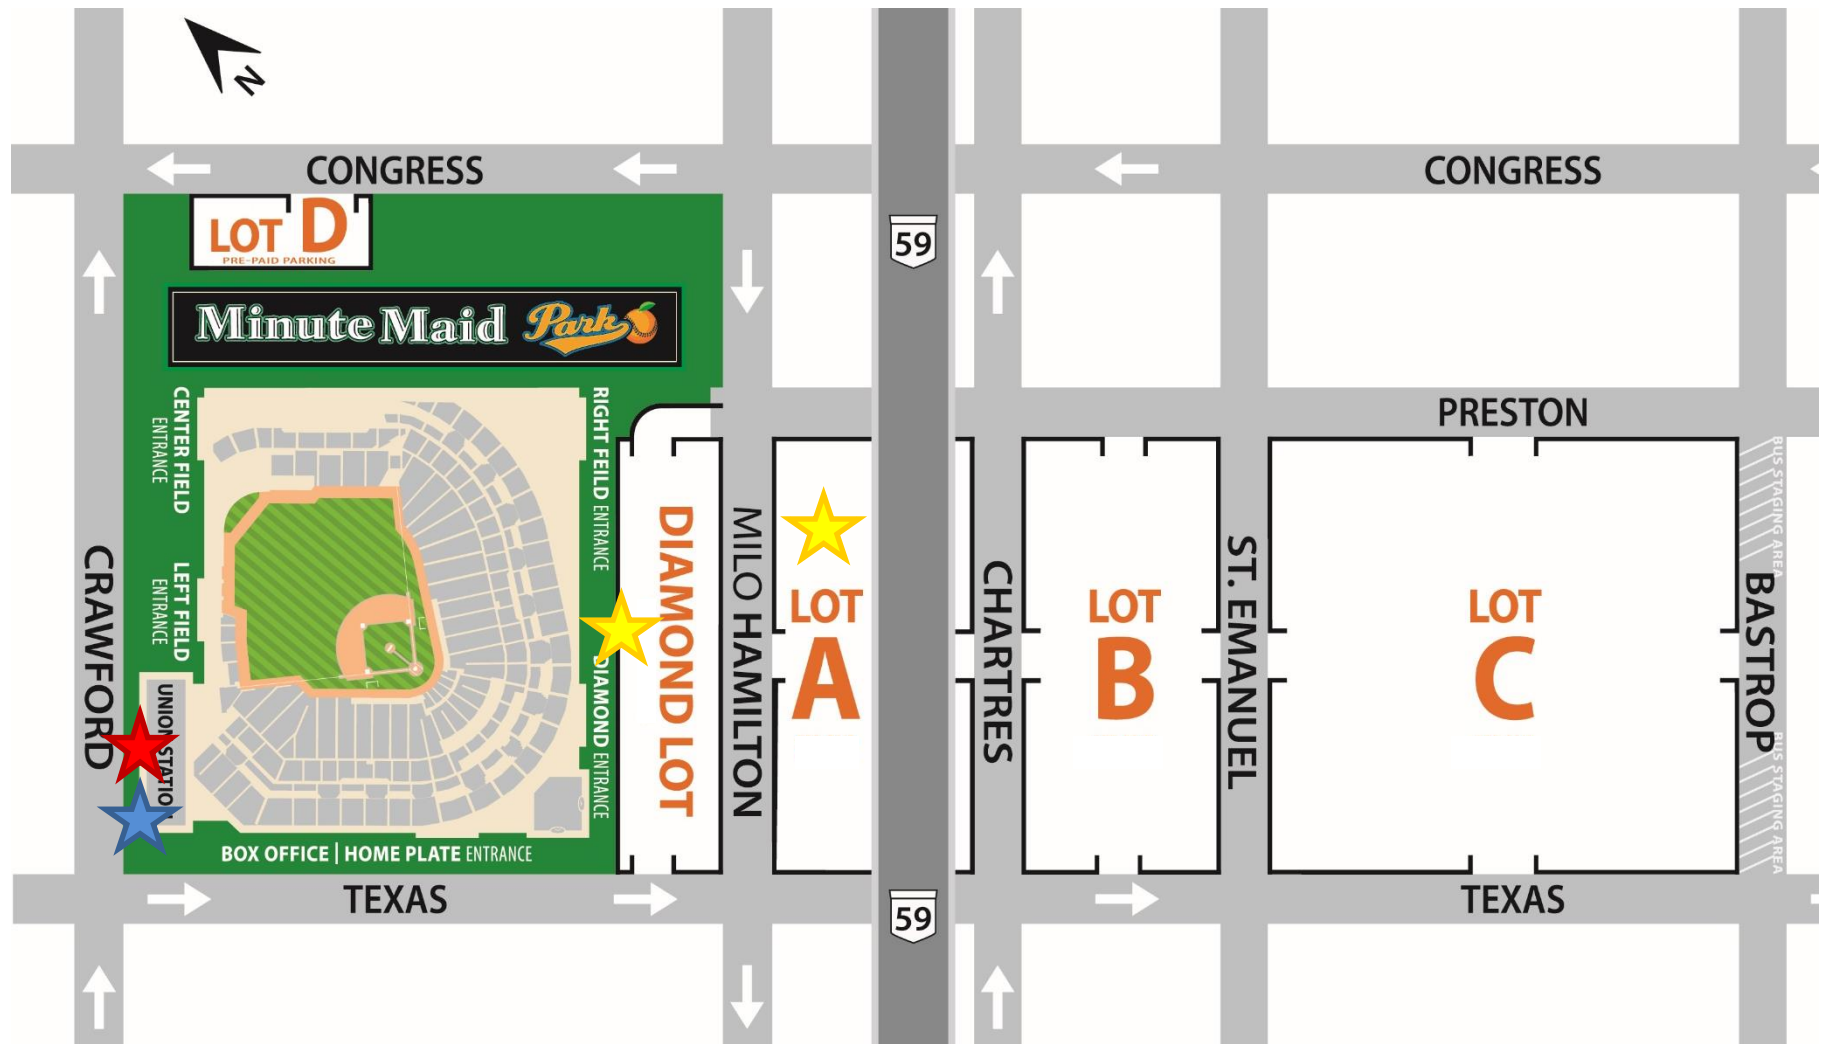 N
CONGRESS
CONGRESS
LOT D
PRE-PAID PARKING
59
Minute Maid Park
CENTER FIELD
ENTRANCE
RIGHT FEILD ENTRANCE
PRESTON
BUS STAGING AREA
LEFT FIELD
ENTRANCE
CRAWFORD
UNION STATIO
DIAMOND ENTRANCE
DIAMOND LOT
MILO HAMILTON
LOT
A
CHARTRES
LOT
B
ST. EMANUEL
LOT
C
BASTROP
BUS STAGING AREA
BOX OFFICE | HOME PLATE ENTRANCE
TEXAS
59
TEXAS